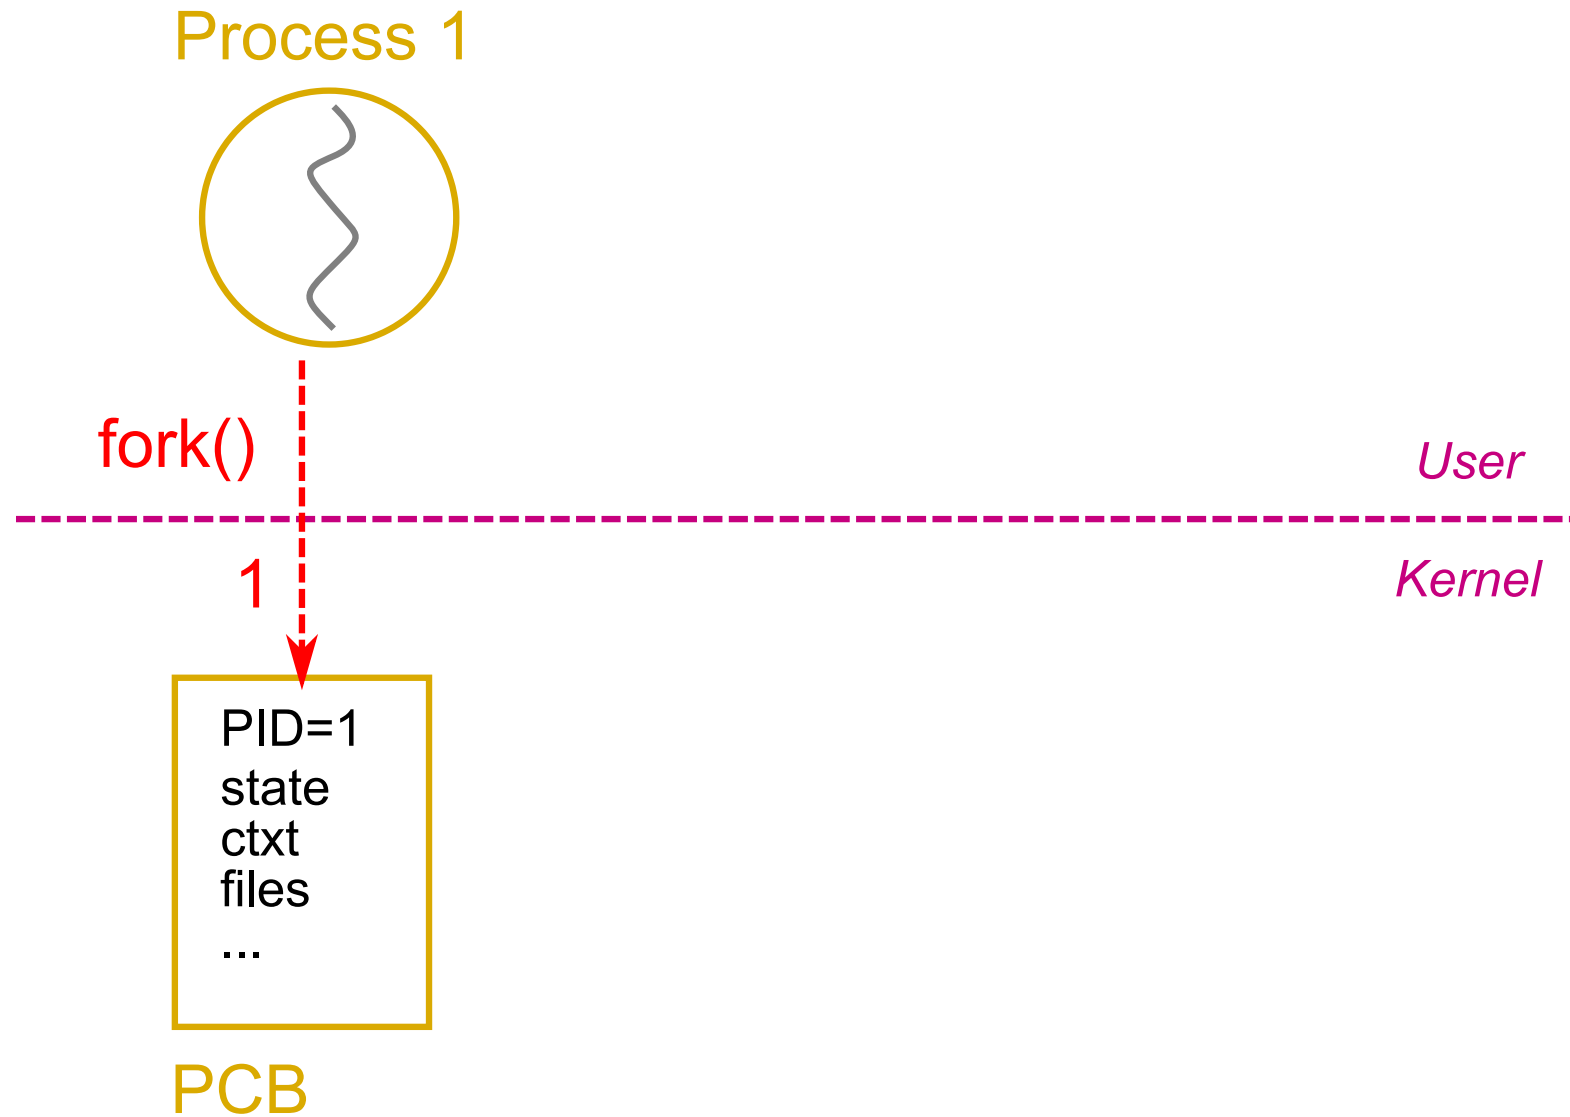 Process 1
fork()
User
1
Kernel
PID=1
state
ctxt
files
...
PCB